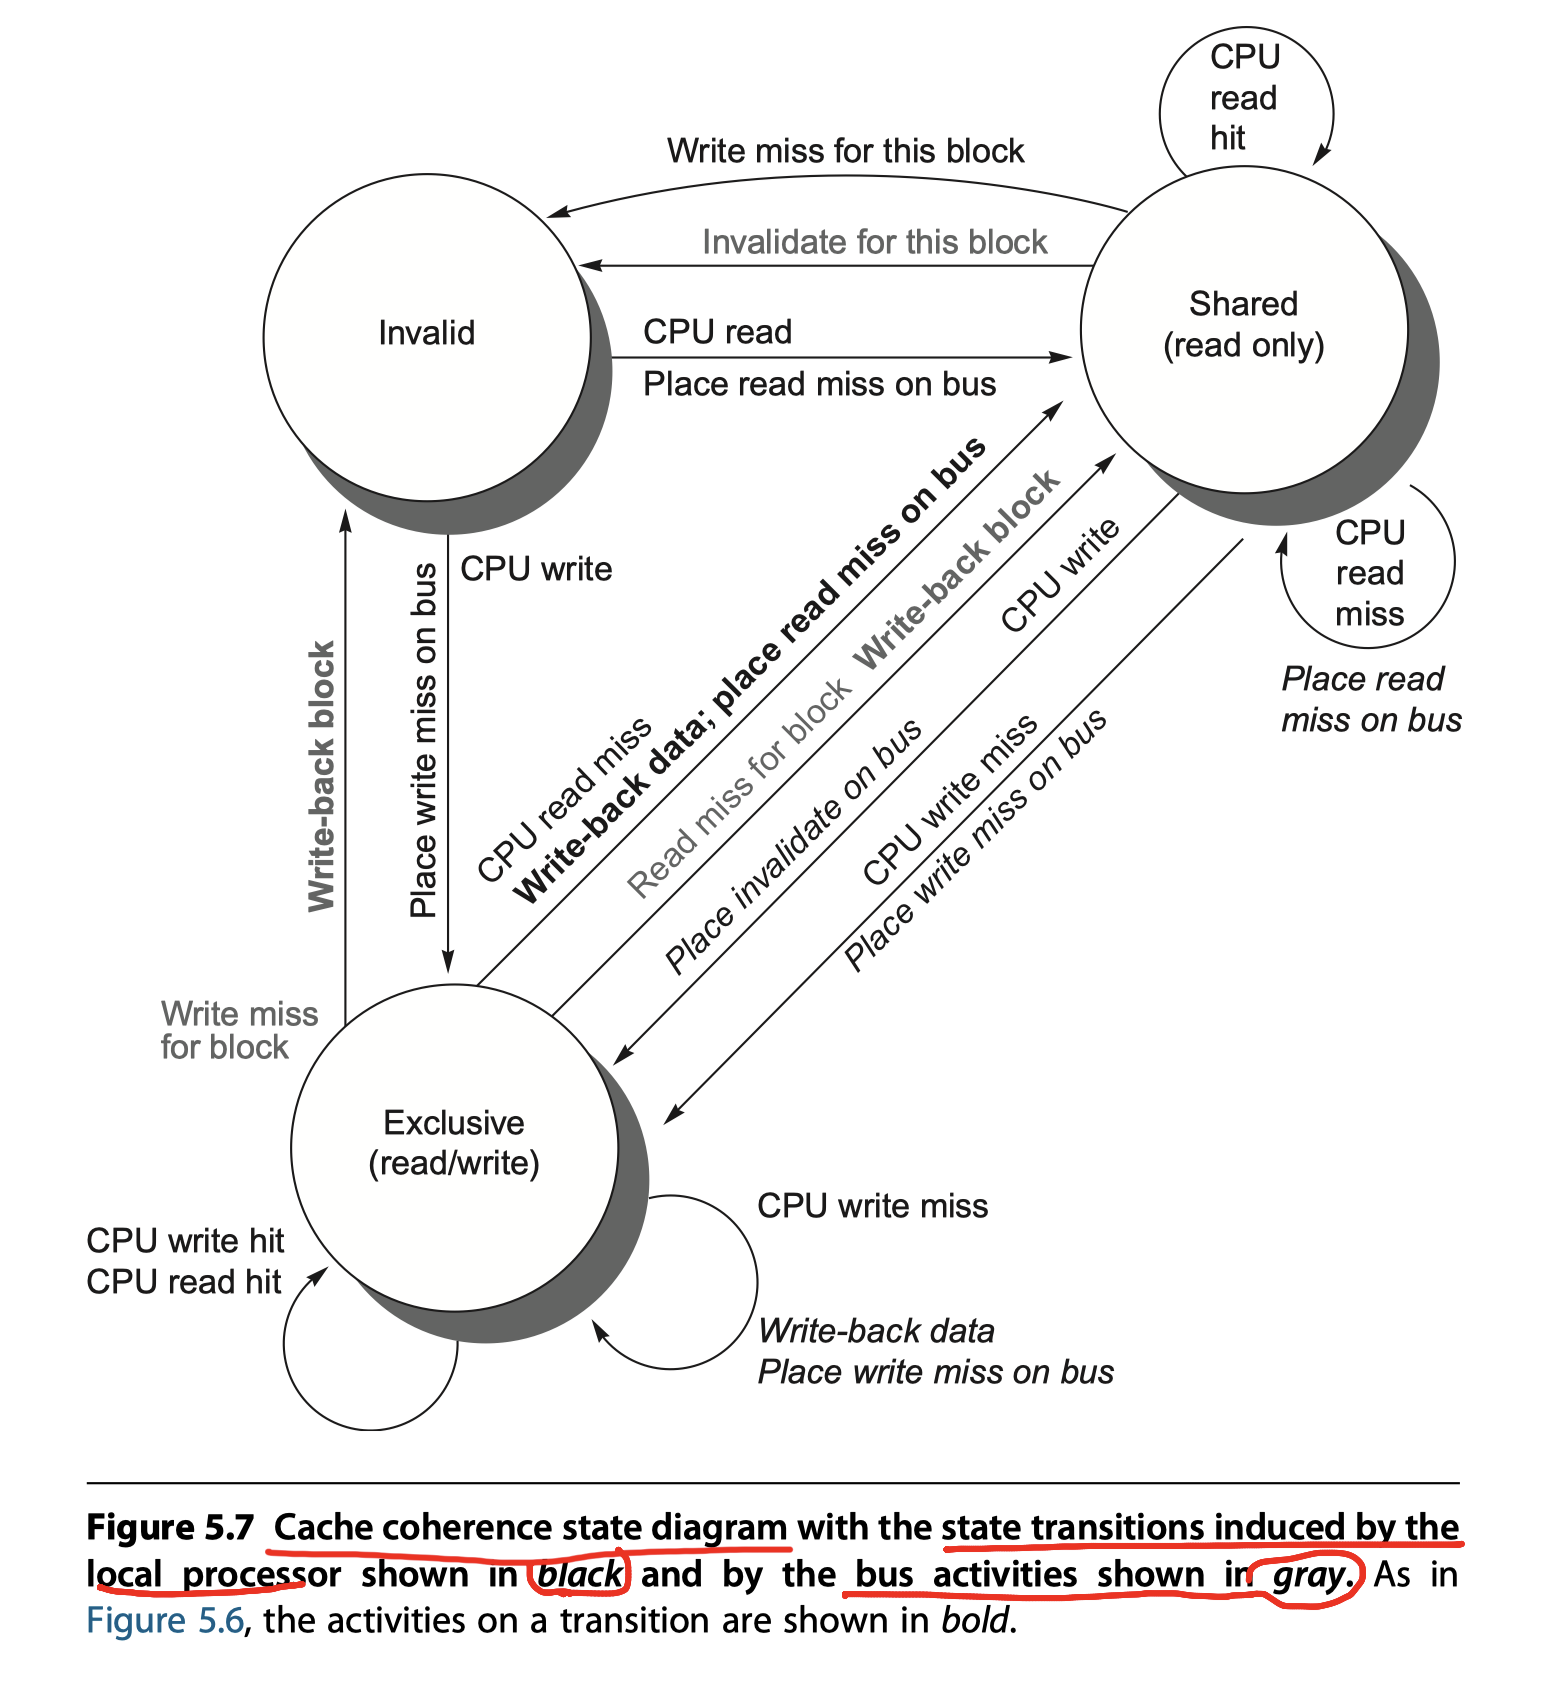 CPU
read
hit
Write miss for this block
Invalidate for this block
Invalid
Shared
(read only)
CPU read
Place read miss on bus
CPU
read
miss
Place read
miss on bus
CPU write
Place write miss on bus
Write-back block
Write miss
for block
CPU read miss
Write-back data; place read miss on bus
Read miss for block Write-back block
CPU write
Place invalidate on bus
CPU write miss
Place write miss on bus
Exclusive
(read/write)
CPU write hit
CPU read hit
CPU write miss
Write-back data
Place write miss on bus
Figure 5.7 Cache coherence state diagram with the state transitions induced by the
local processor shown in black and by the bus activities shown in gray. As in
Figure 5.6, the activities on a transition are shown in bold.